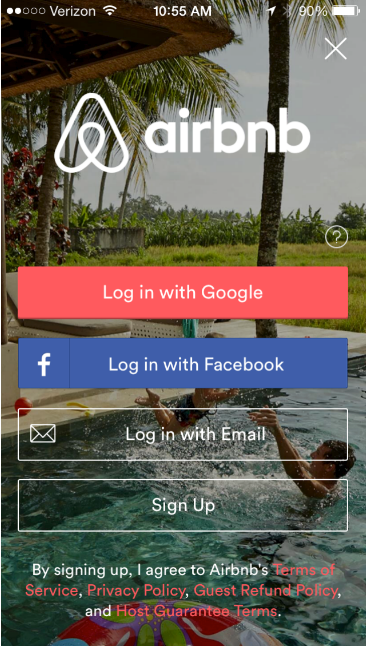 Verizon 10:55 AM 90%
airbnb
?
Log in with Google
f Log in with Facebook
Log in with Email
Sign Up
By signing up, I agree to Airbnb's Terms of
Service, Privacy Policy, Guest Refund Policy,
and Host Guarantee Terms.